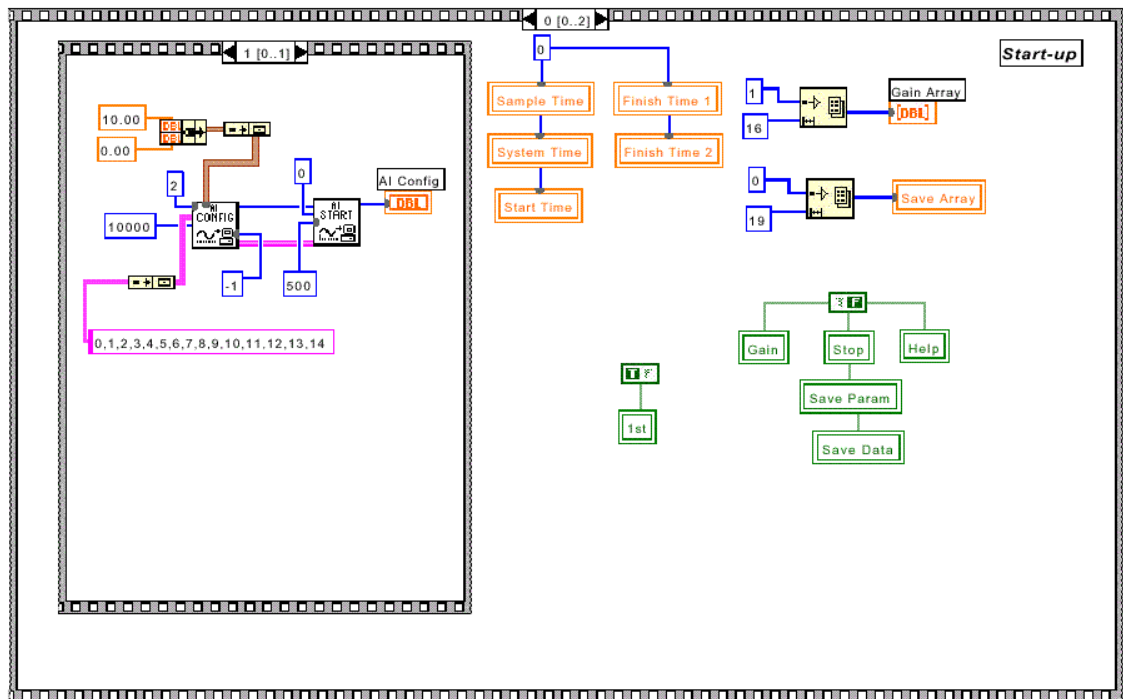 0 [0..2]
Start-up
1 [0..1]
0
Sample Time
Finish Time 1
System Time
Finish Time 2
Start Time
1
16
Gain Array
[DBL]
0
19
Save Array
10.00
0.00
DBL
DBL
2
10000
AI
CONFIG
-1
0
AI
START
500
AI Config
DBL
0,1,2,3,4,5,6,7,8,9,10,11,12,13,14
T F
1st
F
Gain
Stop
Help
Save Param
Save Data